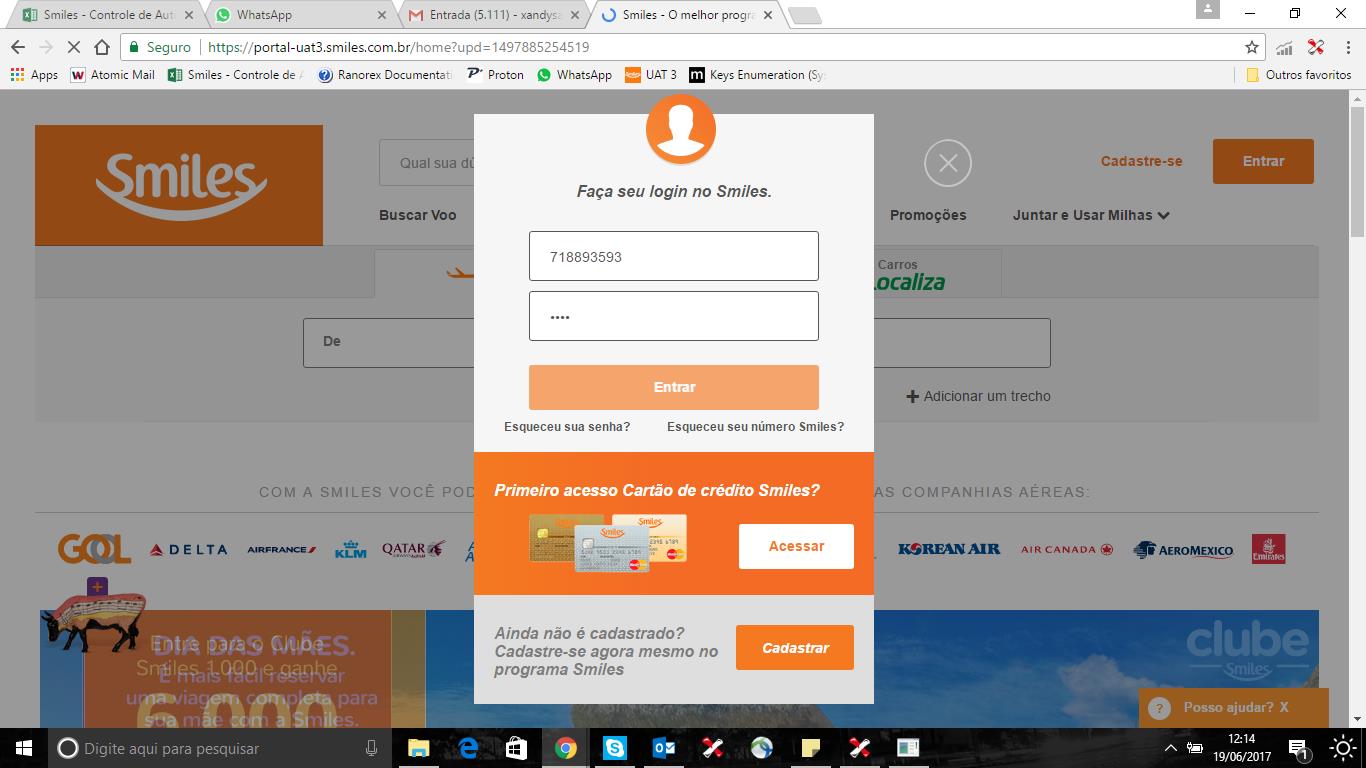 Smiles - Controle de Aut
WhatsApp
Entrada (5.111) - xandysa
Smiles - O melhor progra
Seguro
https://portal-uat3.smiles.com.br/home?upd=1497885254519
Apps
Atomic Mail
Smiles - Controle de A
Ranorex Documentati
Proton
WhatsApp
UAT 3
Keys Enumeration (Sy
Outros favoritos
Smiles
Qual sua dú
Cadastre-se
Entrar
Faça seu login no Smiles.
Buscar Voo
Promoções
Juntar e Usar Milhas
718893593
Carros
Localiza
••••
De
Entrar
Adicionar um trecho
Esqueceu sua senha?
Esqueceu seu número Smiles?
COM A SMILES VOCÊ POD
AS COMPANHIAS AÉREAS:
Primeiro acesso Cartão de crédito Smiles?
Acessar
GOL
DELTA
AIRFRANCE
KLM
QATAR
KOREAN AIR
AIR CANADA
AEROMEXICO
Emirates
Ainda não é cadastrado?
Cadastre-se agora mesmo no
programa Smiles
Cadastrar
Entre para o Clube
Smiles 1.000 e ganhe
6.000
DIA DAS MÃES.
É mais fácil reservar
uma viagem completa para
sua mãe com a Smiles.
clube
Smiles
Posso ajudar? X
Digite aqui para pesquisar
12:14
19/06/2017
1